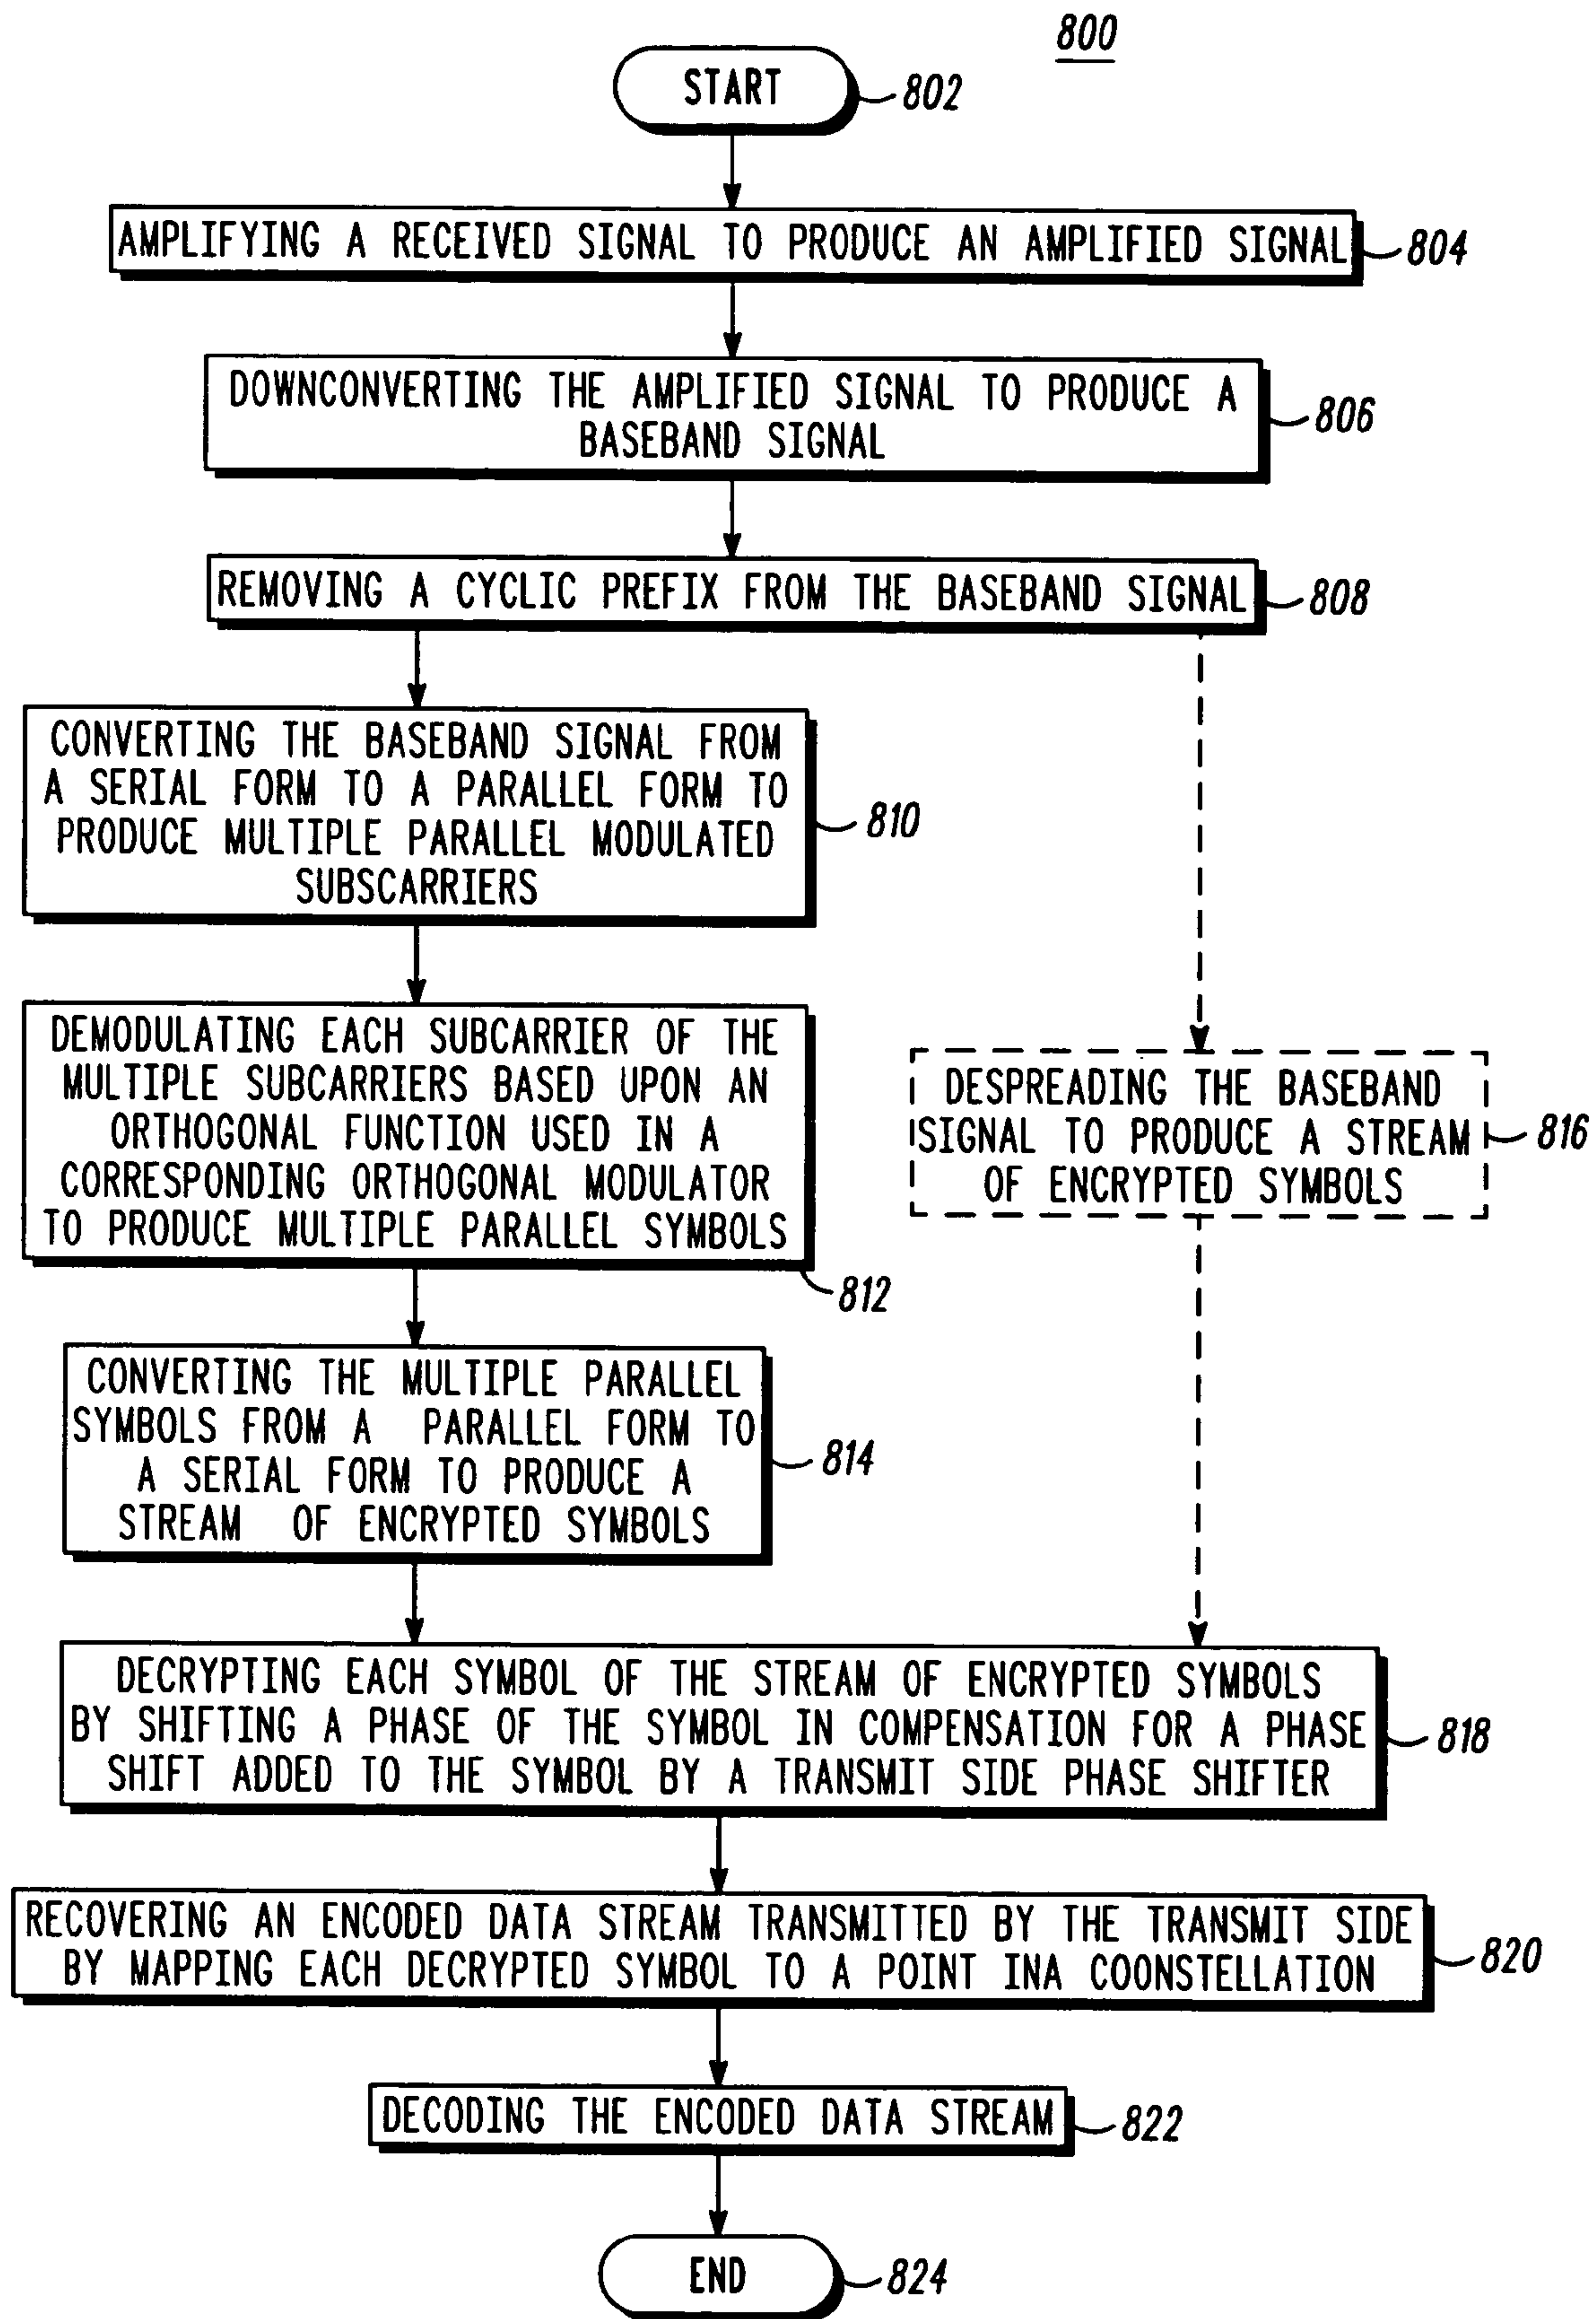 800
START
802
AMPLIFYING A RECEIVED SIGNAL TO PRODUCE AN AMPLIFIED SIGNAL
804
DOWNCONVERTING THE AMPLIFIED SIGNAL TO PRODUCE A
BASEBAND SIGNAL
806
REMOVING A CYCLIC PREFIX FROM THE BASEBAND SIGNAL
808
CONVERTING THE BASEBAND SIGNAL FROM
A SERIAL FORM TO A PARALLEL FORM TO
PRODUCE MULTIPLE PARALLEL MODULATED
SUBSCARRIERS
810
DEMODULATING EACH SUBCARRIER OF THE
MULTIPLE SUBCARRIERS BASED UPON AN
ORTHOGONAL FUNCTION USED IN A
CORRESPONDING ORTHOGONAL MODULATOR
TO PRODUCE MULTIPLE PARALLEL SYMBOLS
812
DESPREADING THE BASEBAND
SIGNAL TO PRODUCE A STREAM
OF ENCRYPTED SYMBOLS
816
CONVERTING THE MULTIPLE PARALLEL
SYMBOLS FROM A PARALLEL FORM TO
A SERIAL FORM TO PRODUCE A
STREAM OF ENCRYPTED SYMBOLS
814
DECRYPTING EACH SYMBOL OF THE STREAM OF ENCRYPTED SYMBOLS
BY SHIFTING A PHASE OF THE SYMBOL IN COMPENSATION FOR A PHASE
SHIFT ADDED TO THE SYMBOL BY A TRANSMIT SIDE PHASE SHIFTER
818
RECOVERING AN ENCODED DATA STREAM TRANSMITTED BY THE TRANSMIT SIDE
BY MAPPING EACH DECRYPTED SYMBOL TO A POINT INA COONSTELLATION
820
DECODING THE ENCODED DATA STREAM
822
END
824